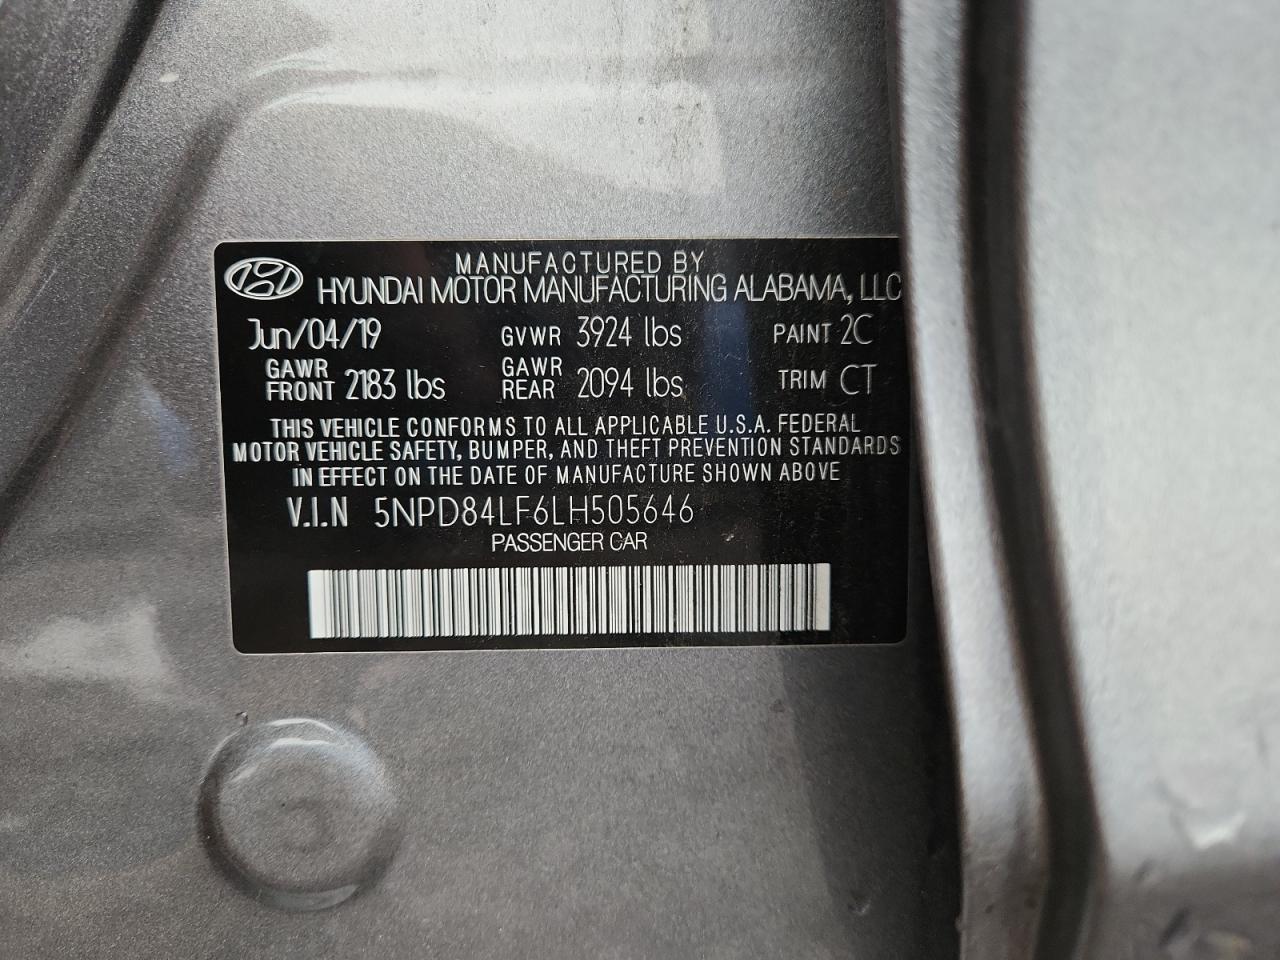 MANUFACTURED BY
HYUNDAI MOTOR MANUFACTURING ALABAMA, LLC
Jun/04/19 GVWR 3924 lbs PAINT 2C
GAWR FRONT 2183 lbs GAWR REAR 2094 lbs TRIM CT
THIS VEHICLE CONFORMS TO ALL APPLICABLE U.S.A. FEDERAL
MOTOR VEHICLE SAFETY, BUMPER, AND THEFT PREVENTION STANDARDS
IN EFFECT ON THE DATE OF MANUFACTURE SHOWN ABOVE
V.I.N 5NPD84LF6LH505646
PASSENGER CAR